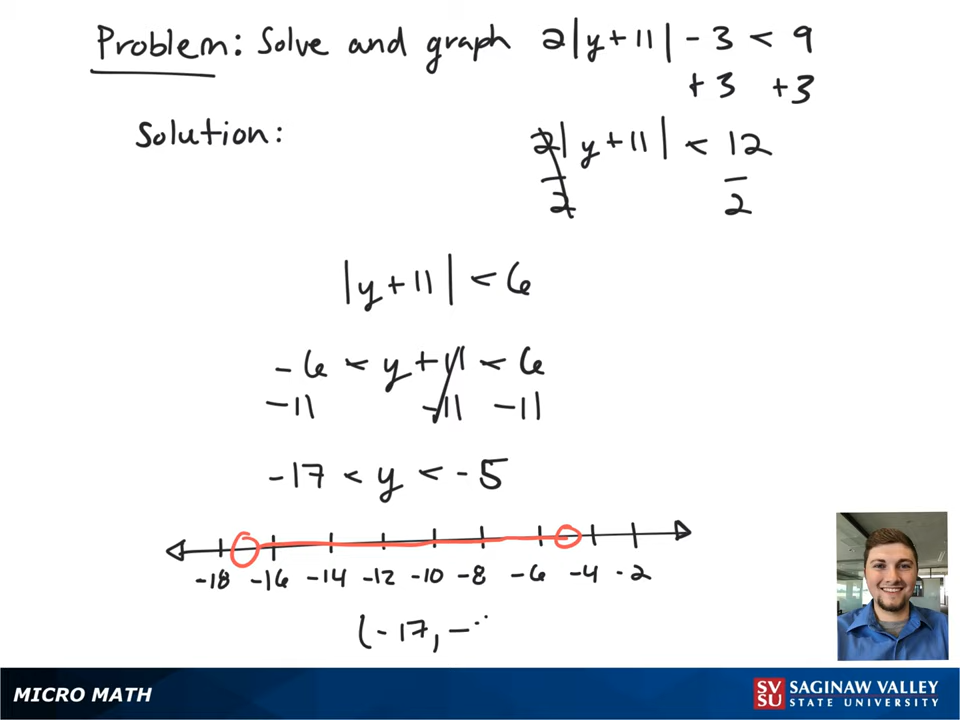 Problem: Solve and graph 2|y+11| - 3 < 9
+3 +3
Solution:
2|y+11| < 12
2 2
|y+11| < 6
-6 < y+11 < 6
-11 -11 -11
-17 < y < -5
-18 -16 -14 -12 -10 -8 -6 -4 -2
(-17, -
MICRO MATH
SV SU SAGINAW VALLEY
STATE UNIVERSITY